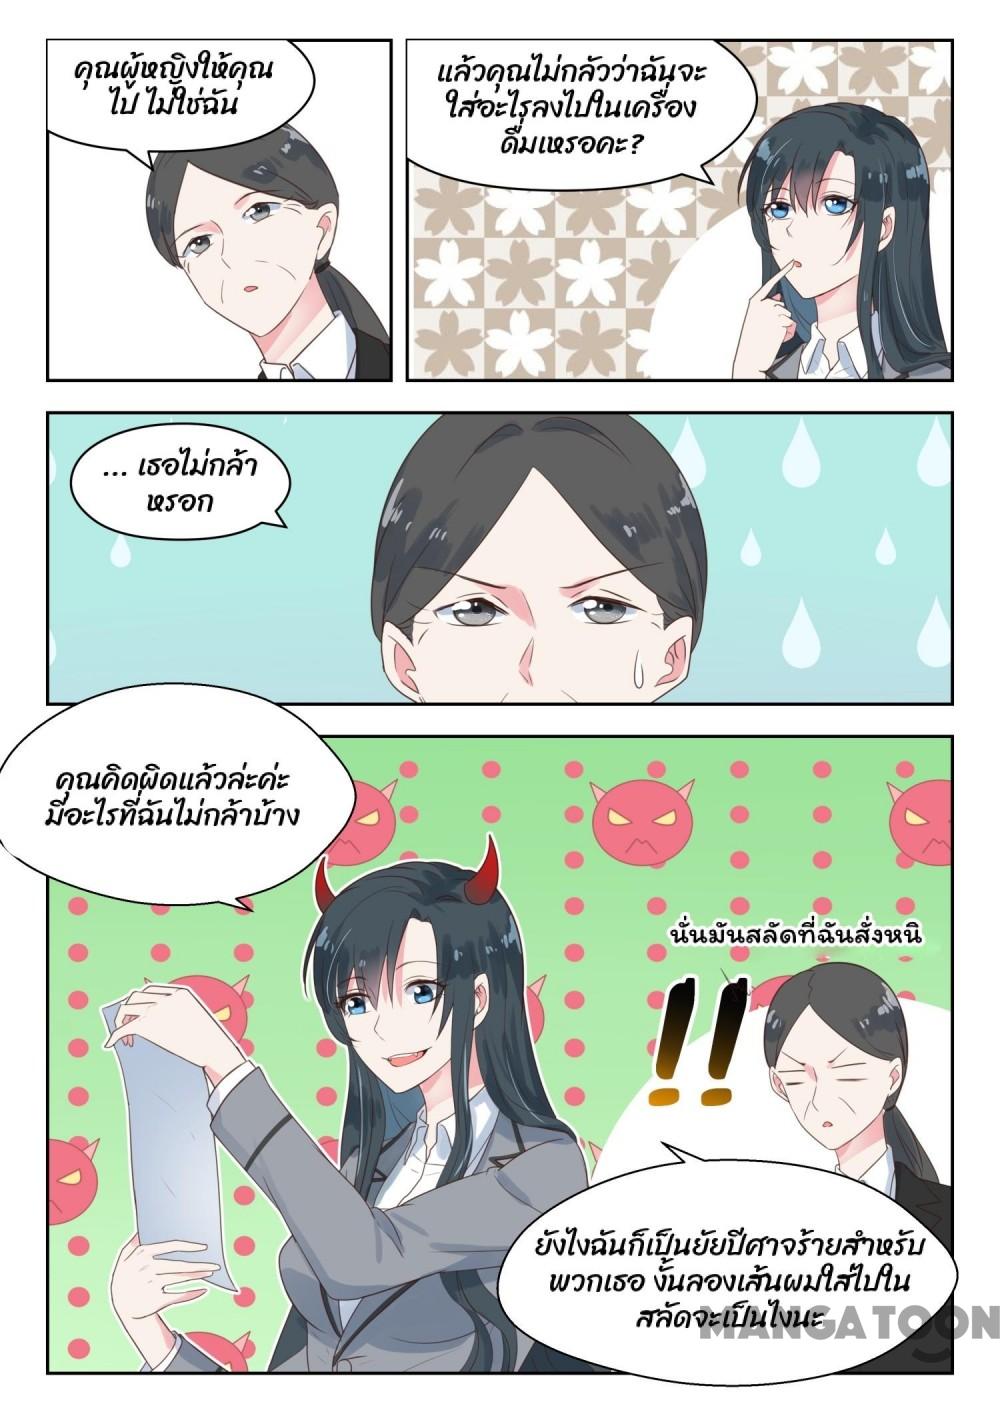 คุณผู้หญิงให้คุณ
ไป ไม่ใช่ฉัน
แล้วคุณไม่กลัวว่าฉันจะ
ใส่อะไรลงไปในเครื่อง
ดื่มเหรอคะ?
... เธอไม่กล้า
หรอก
คุณคิดผิดแล้วล่ะค่ะ
มีอะไรที่ฉันไม่กล้าบ้าง
นั่นมันสลัดที่ฉันสั่งหนิ
!!
ยังไงฉันก็เป็นยัยปีศาจร้ายสำหรับ
พวกเธอ งั้นลองเส้นผมใส่ไปใน
สลัดจะเป็นไงนะ
MANGATOON